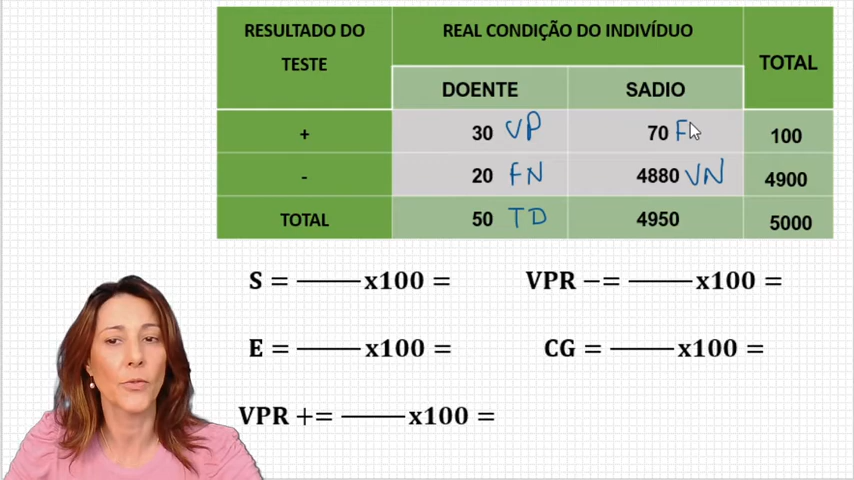 RESULTADO DO TESTE
REAL CONDIÇÃO DO INDIVÍDUO
TOTAL
DOENTE
SADIO
+ 30 VP 70 F 100
- 20 FN 4880 VN 4900
TOTAL 50 TD 4950 5000
S = ——— x100 =
VPR −= ——— x100 =
E = ——— x100 =
CG = ——— x100 =
VPR += ——— x100 =